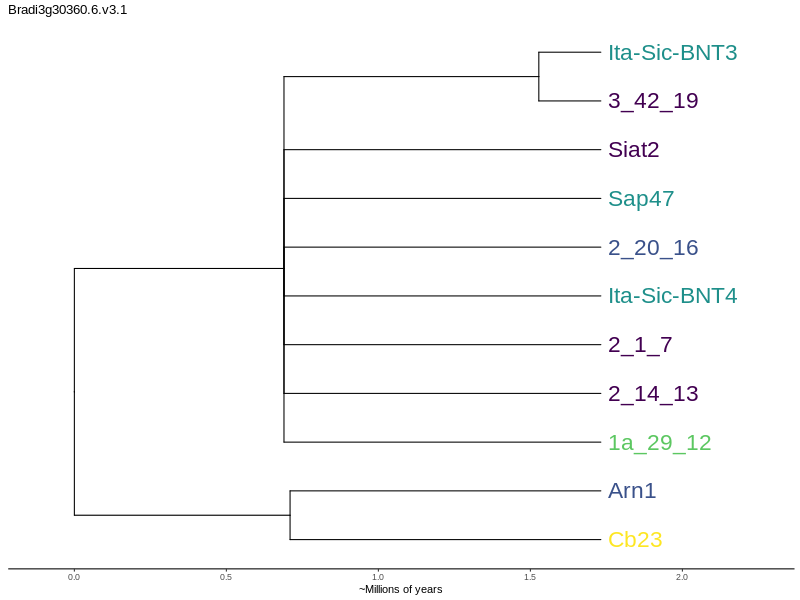 Bradi3g30360.6.v3.1
Ita-Sic-BNT3
3_42_19
Siat2
Sap47
2_20_16
Ita-Sic-BNT4
2_1_7
2_14_13
1a_29_12
Arn1
Cb23
0.0 0.5 1.0 1.5 2.0
~Millions of years